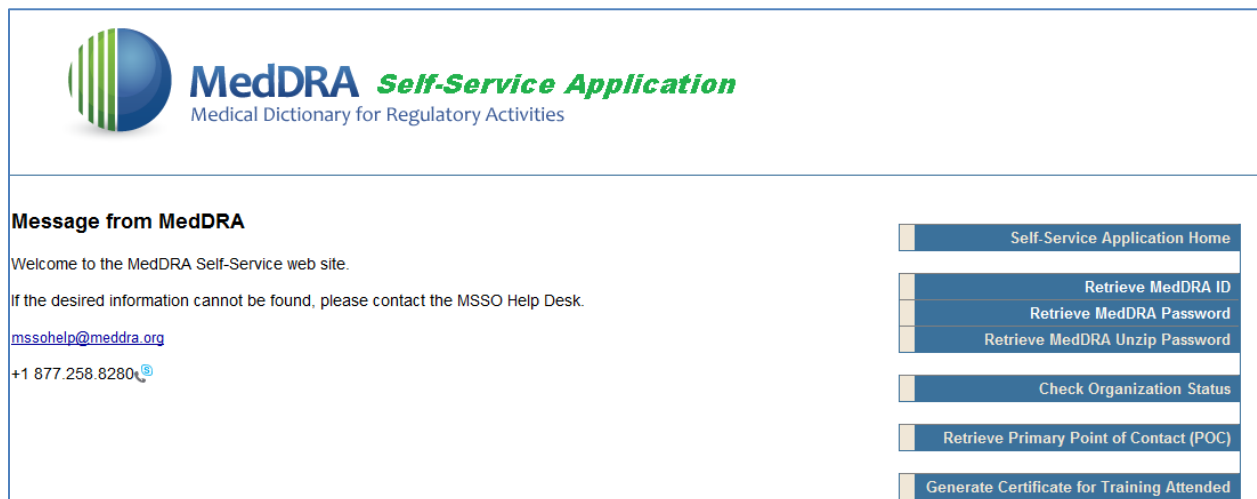 MedDRA Self-Service Application
Medical Dictionary for Regulatory Activities
Message from MedDRA
Welcome to the MedDRA Self-Service web site.
If the desired information cannot be found, please contact the MSSO Help Desk.
mssohelp@meddra.org
+1 877.258.8280
Self-Service Application Home
Retrieve MedDRA ID
Retrieve MedDRA Password
Retrieve MedDRA Unzip Password
Check Organization Status
Retrieve Primary Point of Contact (POC)
Generate Certificate for Training Attended